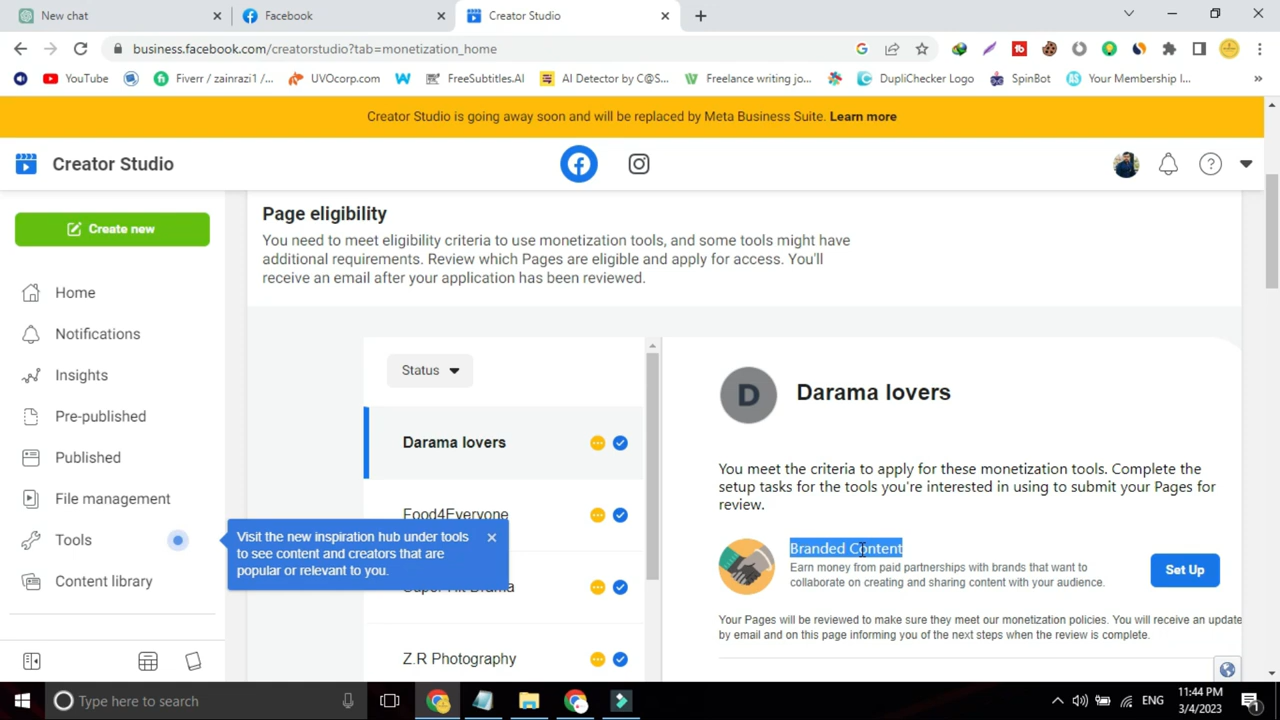 New chat
Facebook
Creator Studio
business.facebook.com/creatorstudio?tab=monetization_home
YouTube
Fiverr / zainrazi1 /...
UVOcorp.com
FreeSubtitles.AI
AI Detector by C@S...
Freelance writing jo...
DupliChecker Logo
SpinBot
Your Membership I...
Creator Studio is going away soon and will be replaced by Meta Business Suite. Learn more
Creator Studio
Create new
Home
Notifications
Insights
Pre-published
Published
File management
Tools
Content library
Page eligibility
You need to meet eligibility criteria to use monetization tools, and some tools might have
additional requirements. Review which Pages are eligible and apply for access. You'll
receive an email after your application has been reviewed.
Status
Darama lovers
Food4Everyone
Z.R Photography
Visit the new inspiration hub under tools
to see content and creators that are
popular or relevant to you.
D
Darama lovers
You meet the criteria to apply for these monetization tools. Complete the
setup tasks for the tools you're interested in using to submit your Pages for
review.
Branded Content
Earn money from paid partnerships with brands that want to
collaborate on creating and sharing content with your audience.
Set Up
Your Pages will be reviewed to make sure they meet our monetization policies. You will receive an update
by email and on this page informing you of the next steps when the review is complete.
Type here to search
ENG
11:44 PM
3/4/2023
1